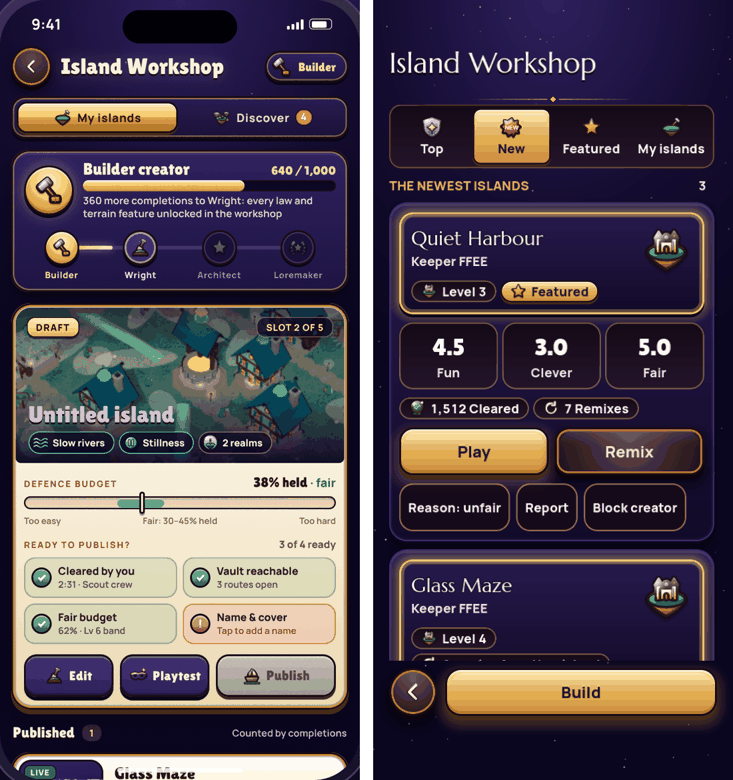 9:41
Island Workshop
Builder
My islands
Discover 4
Builder creator
640 / 1,000
360 more completions to Wright: every law and
terrain feature unlocked in the workshop
Builder
Wright
Architect
Loremaker
DRAFT
SLOT 2 OF 5
Untitled island
Slow rivers
Stillness
2 realms
DEFENCE BUDGET
38% held · fair
Too easy
Fair: 30–45% held
Too hard
READY TO PUBLISH?
3 of 4 ready
Cleared by you
2:31 · Scout crew
Vault reachable
3 routes open
Fair budget
62% · Lv 6 band
Name & cover
Tap to add a name
Edit
Playtest
Publish
Published 1
Counted by completions
LIVE
Glass Maze
Island Workshop
Top
NEW
New
Featured
My islands
THE NEWEST ISLANDS
3
Quiet Harbour
Keeper FFEE
Level 3
Featured
4.5
Fun
3.0
Clever
5.0
Fair
1,512 Cleared
7 Remixes
Play
Remix
Reason: unfair
Report
Block creator
Glass Maze
Keeper FFEE
Level 4
Build